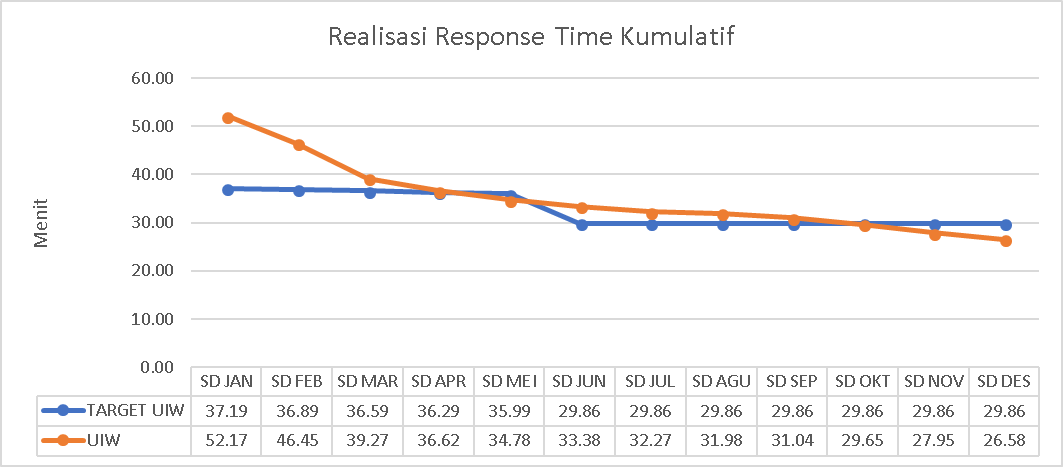 Realisasi Response Time Kumulatif
Menit
60.00
50.00
40.00
30.00
20.00
10.00
0.00
SD JAN SD FEB SD MAR SD APR SD MEI SD JUN SD JUL SD AGU SD SEP SD OKT SD NOV SD DES
TARGET UIW 37.19 36.89 36.59 36.29 35.99 29.86 29.86 29.86 29.86 29.86 29.86 29.86
UIW 52.17 46.45 39.27 36.62 34.78 33.38 32.27 31.98 31.04 29.65 27.95 26.58